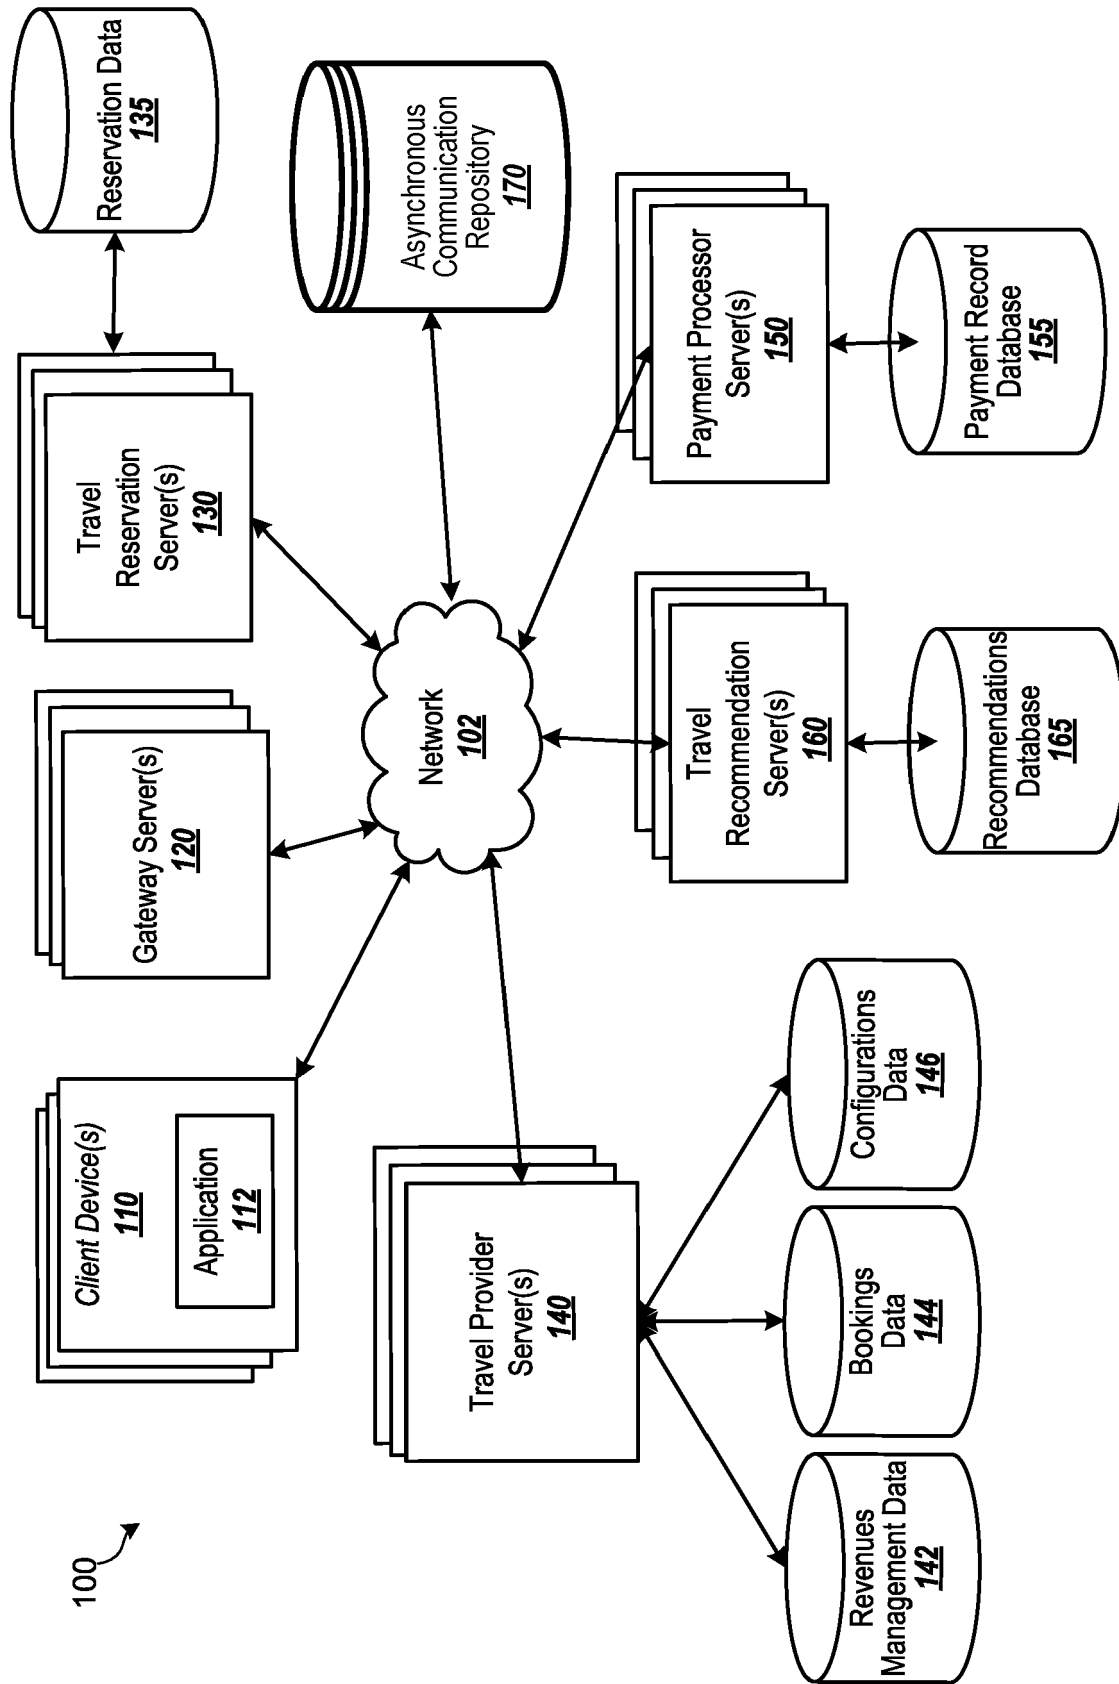 100
Client Device(s)
110
Application
112
Gateway Server(s)
120
Travel
Reservation
Server(s)
130
Reservation Data
135
Travel Provider
Server(s)
140
Network
102
Asynchronous
Communication
Repository
170
Revenues
Management Data
142
Bookings
Data
144
Configurations
Data
146
Travel
Recommendation
Server(s)
160
Recommendations
Database
165
Payment Processor
Server(s)
150
Payment Record
Database
155